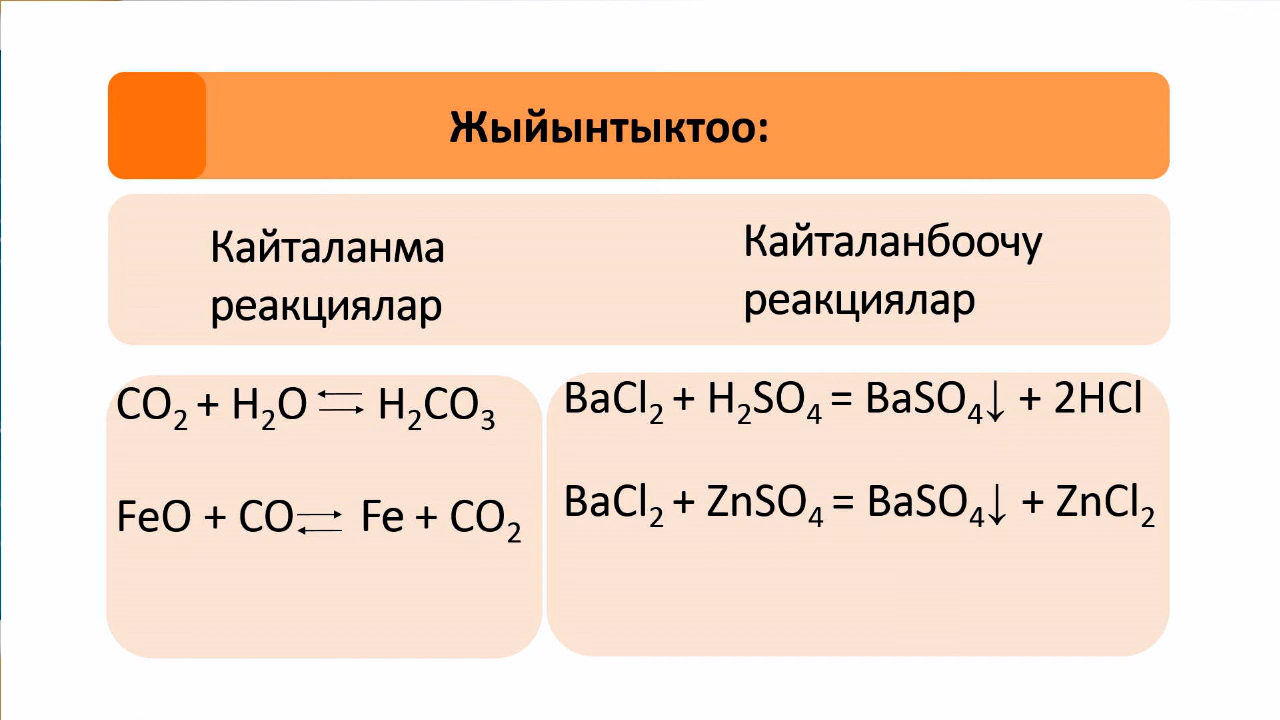 Жыйынтыктоо:
Кайталанма
реакциялар
Кайталанбоочу
реакциялар
CO₂ + H₂O ⇆ H₂CO₃
FeO + CO ⇄ Fe + CO₂
BaCl₂ + H₂SO₄ = BaSO₄↓ + 2HCl
BaCl₂ + ZnSO₄ = BaSO₄↓ + ZnCl₂